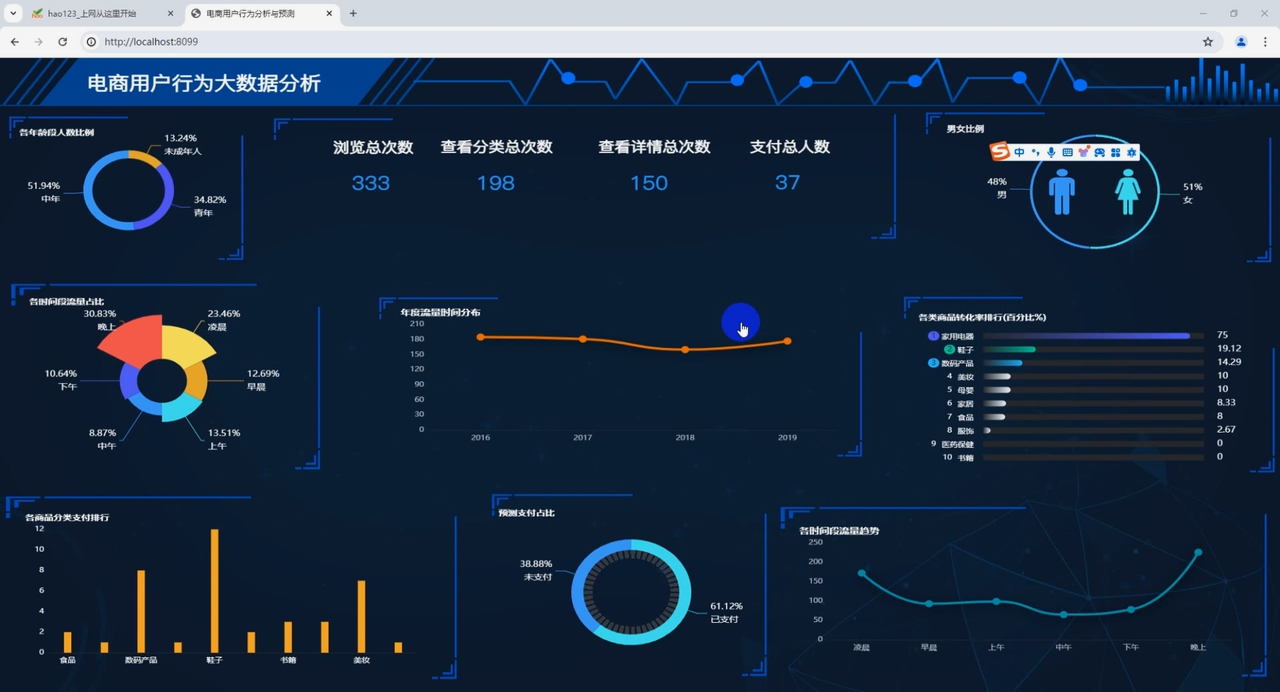 hao123_上网从这里开始
电商用户行为分析与预测
http://localhost:8099
电商用户行为大数据分析
各年龄段人数比例
13.24%
未成年人
51.94%
中年
34.82%
青年
浏览总次数
查看分类总次数
查看详情总次数
支付总人数
333
198
150
37
男女比例
中
48%
男
51%
女
各时间段流量占比
30.83%
晚上
23.46%
凌晨
10.64%
下午
12.69%
早晨
8.87%
中午
13.51%
上午
年度流量时间分布
210
180
150
120
90
60
30
0
2016
2017
2018
2019
各类商品转化率排行(百分比%)
1 家用电器 75
2 鞋子 19.12
3 数码产品 14.29
4 美妆 10
5 母婴 10
6 家居 8.33
7 食品 8
8 服饰 2.67
9 医药保健 0
10 书籍 0
各商品分类支付排行
12
10
8
6
4
2
0
食品
数码产品
鞋子
书籍
美妆
预测支付占比
38.88%
未支付
61.12%
已支付
各时间段流量趋势
250
200
150
100
50
0
凌晨
早晨
上午
中午
下午
晚上